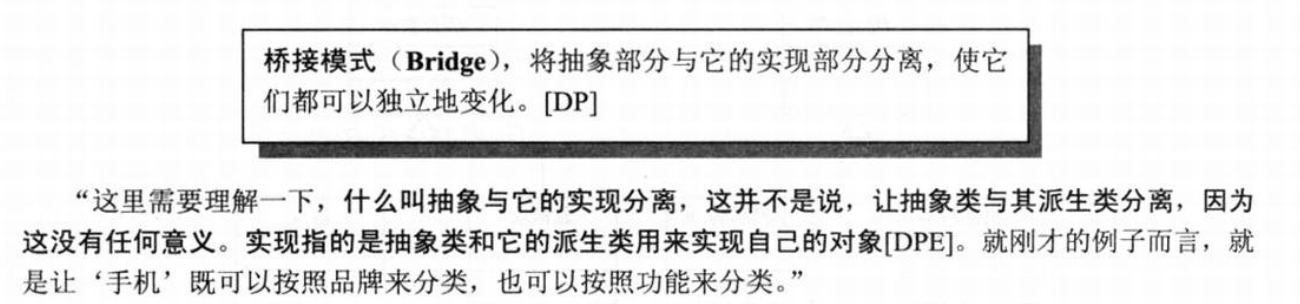 桥接模式（Bridge），将抽象部分与它的实现部分分离，使它
们都可以独立地变化。[DP]
“这里需要理解一下，什么叫抽象与它的实现分离，这并不是说，让抽象类与其派生类分离，因为
这没有任何意义。实现指的是抽象类和它的派生类用来实现自己的对象[DPE]。就刚才的例子而言，就
是让‘手机’既可以按照品牌来分类，也可以按照功能来分类。”